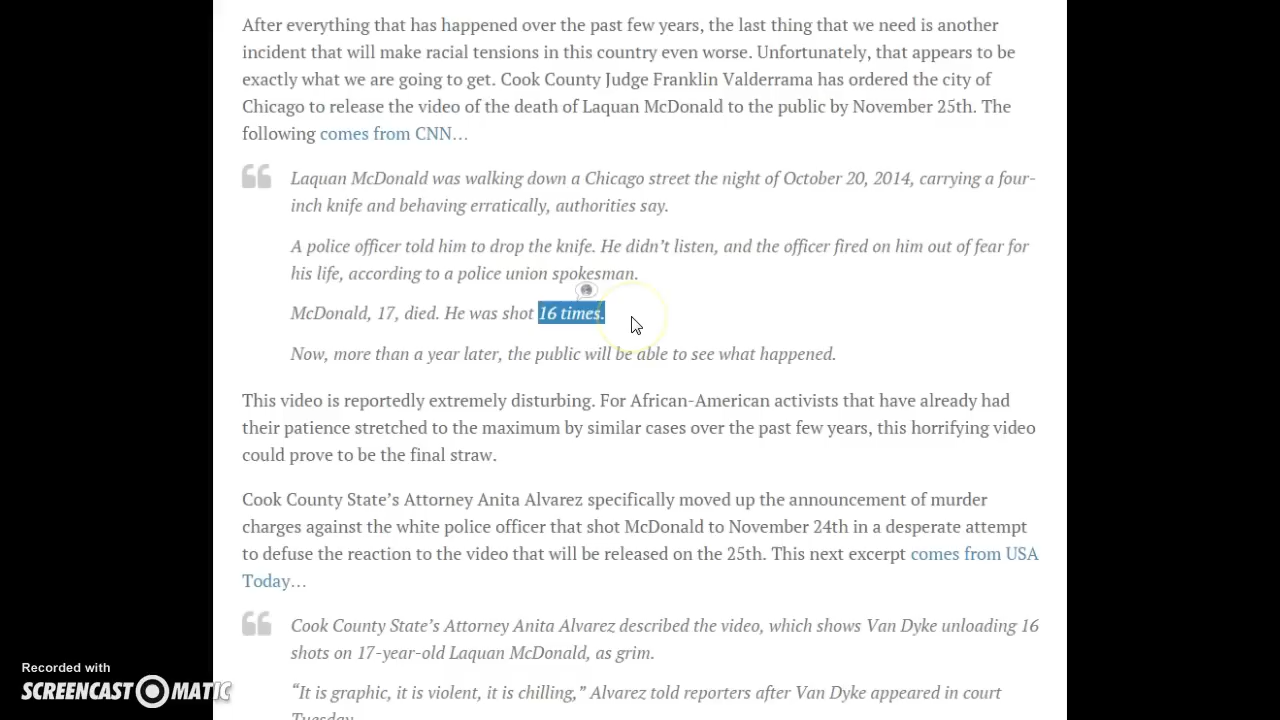 After everything that has happened over the past few years, the last thing that we need is another
incident that will make racial tensions in this country even worse. Unfortunately, that appears to be
exactly what we are going to get. Cook County Judge Franklin Valderrama has ordered the city of
Chicago to release the video of the death of Laquan McDonald to the public by November 25th. The
following comes from CNN…
Laquan McDonald was walking down a Chicago street the night of October 20, 2014, carrying a four-
inch knife and behaving erratically, authorities say.
A police officer told him to drop the knife. He didn’t listen, and the officer fired on him out of fear for
his life, according to a police union spokesman.
McDonald, 17, died. He was shot 16 times.
Now, more than a year later, the public will be able to see what happened.
This video is reportedly extremely disturbing. For African-American activists that have already had
their patience stretched to the maximum by similar cases over the past few years, this horrifying video
could prove to be the final straw.
Cook County State’s Attorney Anita Alvarez specifically moved up the announcement of murder
charges against the white police officer that shot McDonald to November 24th in a desperate attempt
to defuse the reaction to the video that will be released on the 25th. This next excerpt comes from USA
Today…
Cook County State’s Attorney Anita Alvarez described the video, which shows Van Dyke unloading 16
shots on 17-year-old Laquan McDonald, as grim.
“It is graphic, it is violent, it is chilling,” Alvarez told reporters after Van Dyke appeared in court
Tuesday
Recorded with
SCREENCAST MATIC